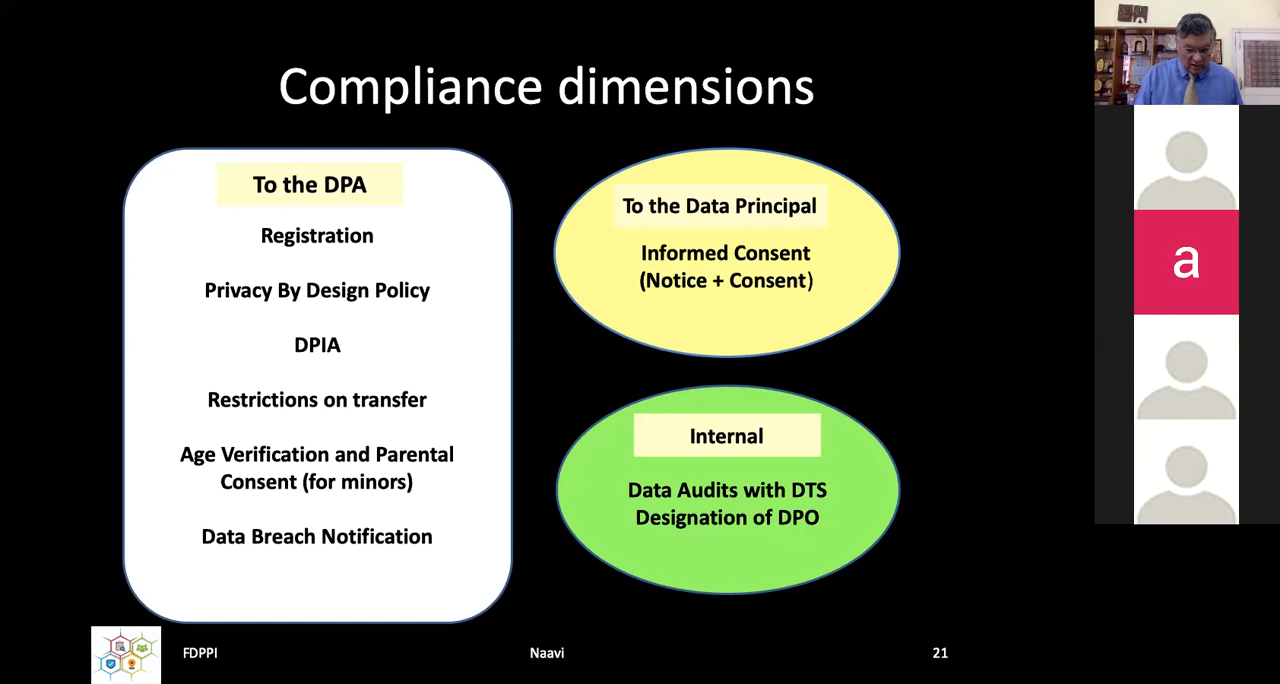 Compliance dimensions
To the DPA
Registration
Privacy By Design Policy
DPIA
Restrictions on transfer
Age Verification and Parental
Consent (for minors)
Data Breach Notification
To the Data Principal
Informed Consent
(Notice + Consent)
Internal
Data Audits with DTS
Designation of DPO
a
FDPPI
Naavi
21